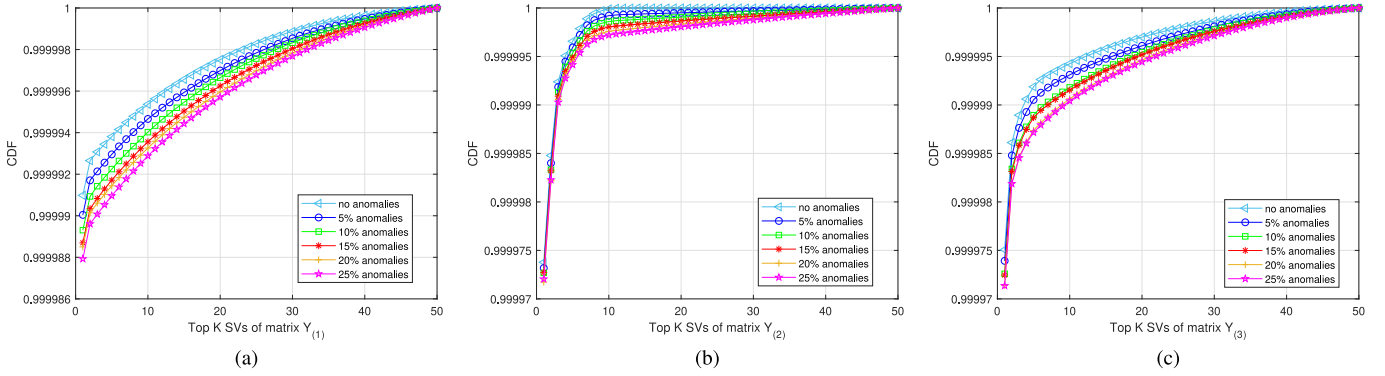 1
0.999998
0.999996
0.999994
0.999992
0.99999
0.999988
0.999986
CDF
0 10 20 30 40 50
Top K SVs of matrix Y(1)
no anomalies
5% anomalies
10% anomalies
15% anomalies
20% anomalies
25% anomalies
(a)
1
0.999995
0.99999
0.999985
0.99998
0.999975
0.99997
CDF
0 10 20 30 40 50
Top K SVs of matrix Y(2)
no anomalies
5% anomalies
10% anomalies
15% anomalies
20% anomalies
25% anomalies
(b)
1
0.999995
0.99999
0.999985
0.99998
0.999975
0.99997
CDF
0 10 20 30 40 50
Top K SVs of matrix Y(3)
no anomalies
5% anomalies
10% anomalies
15% anomalies
20% anomalies
25% anomalies
(c)